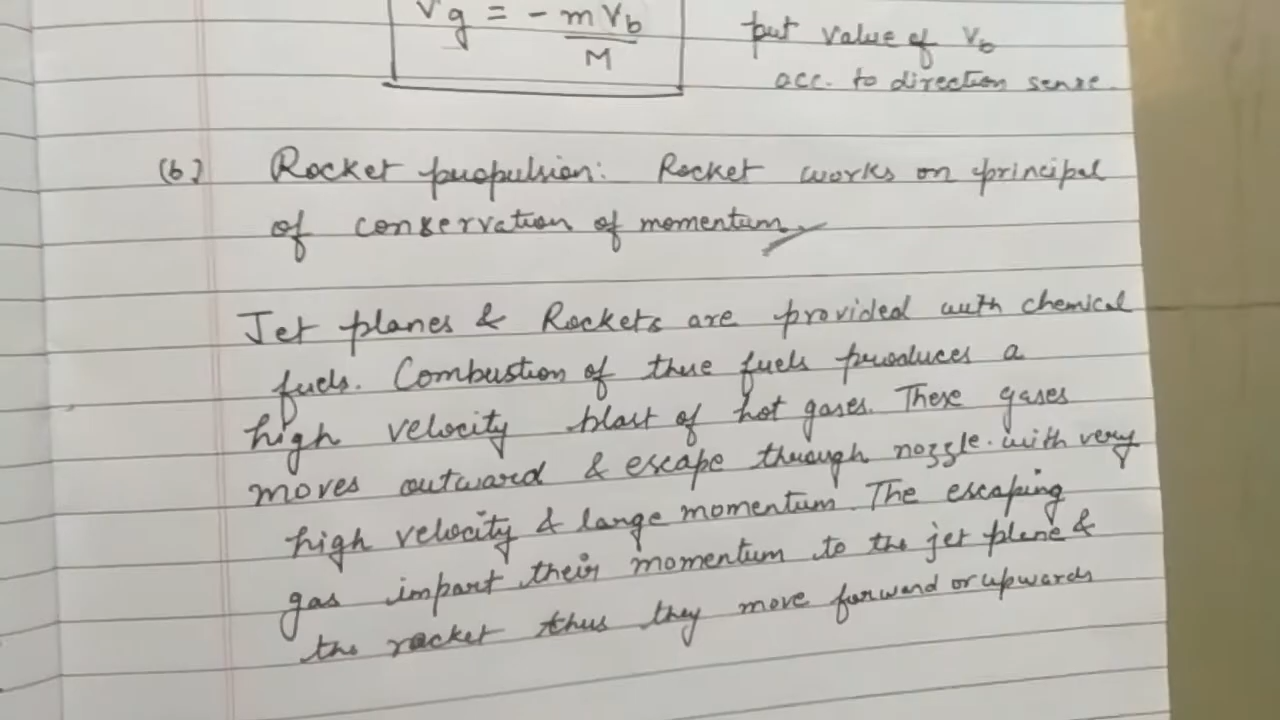 Vg = - m Vb / M
put value of Vb
acc. to direction sense.
(b) Rocket propulsion: Rocket works on principal
of conservation of momentum.
Jet planes & Rockets are provided with chemical
fuels. Combustion of these fuels produces a
high velocity blast of hot gases. These gases
moves outward & escape through nozzle. with very
high velocity & large momentum. The escaping
gas impart their momentum to the jet plane &
the rocket thus they move forward or upwards